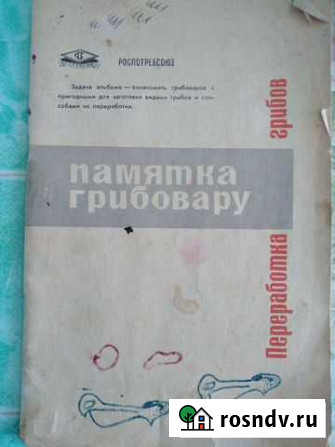 РОСПОТРЕБСОЮЗ
Задача альбома — ознакомить грибоваров с
пригодными для заготовки видами грибов и спо-
собами их переработки.
памятка
грибовару
Переработка грибов
rosndv.ru